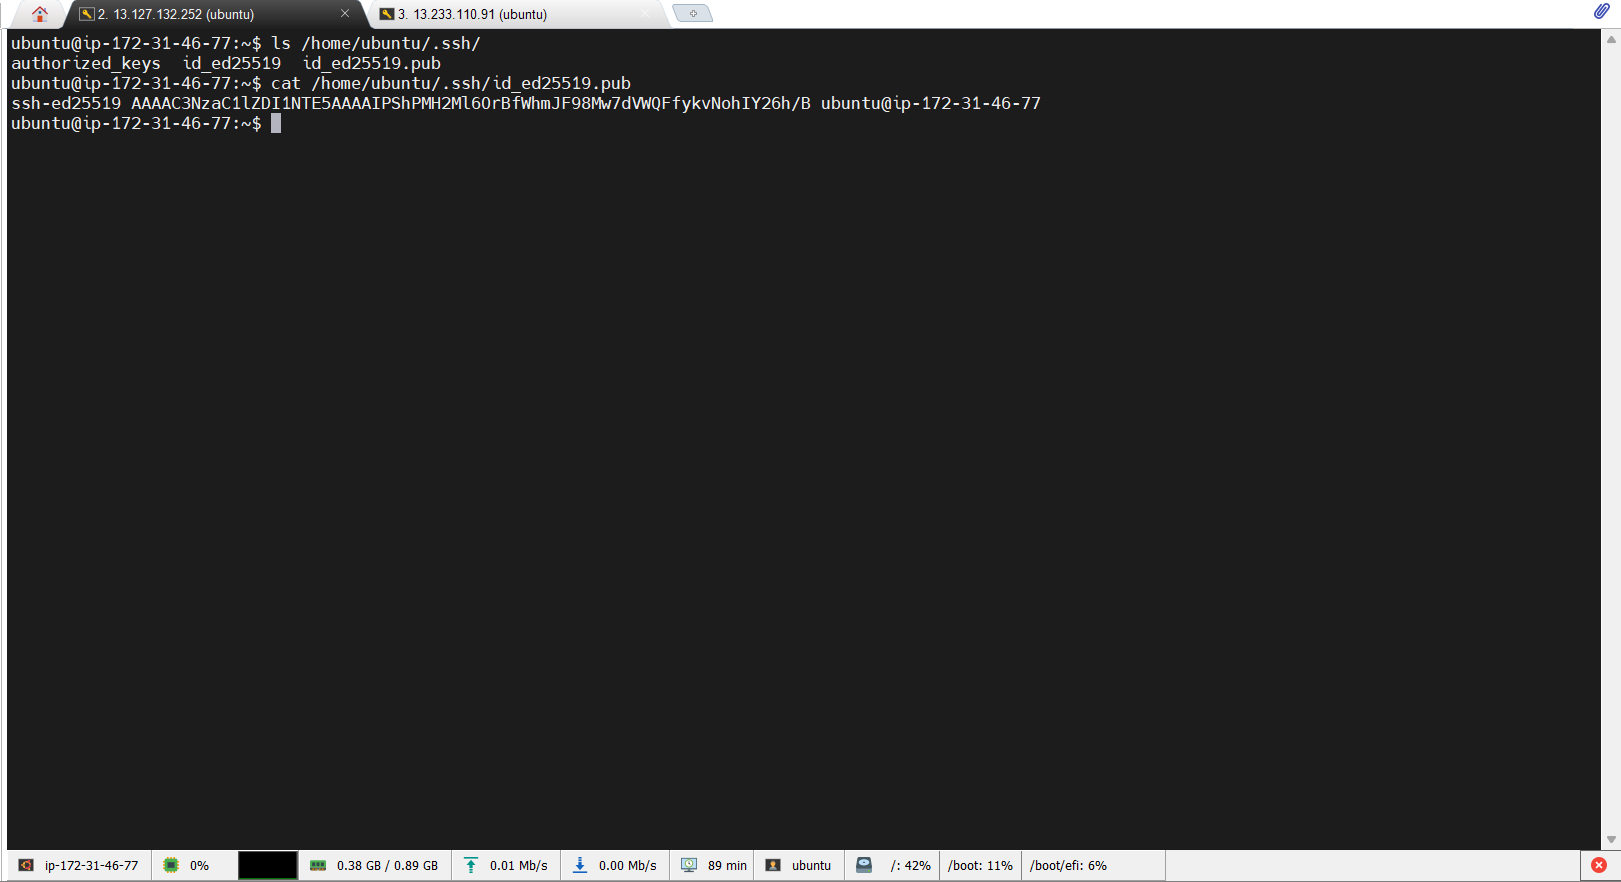 2. 13.127.132.252 (ubuntu)
3. 13.233.110.91 (ubuntu)
ubuntu@ip-172-31-46-77:~$ ls /home/ubuntu/.ssh/
authorized_keys  id_ed25519  id_ed25519.pub
ubuntu@ip-172-31-46-77:~$ cat /home/ubuntu/.ssh/id_ed25519.pub
ssh-ed25519 AAAAC3NzaC1lZDI1NTE5AAAAIPShPMH2Ml6OrBfWhmJF98Mw7dVWQFfykvNohIY26h/B ubuntu@ip-172-31-46-77
ubuntu@ip-172-31-46-77:~$
ip-172-31-46-77  0%  0.38 GB / 0.89 GB  0.01 Mb/s  0.00 Mb/s  89 min  ubuntu  /: 42%  /boot: 11%  /boot/efi: 6%